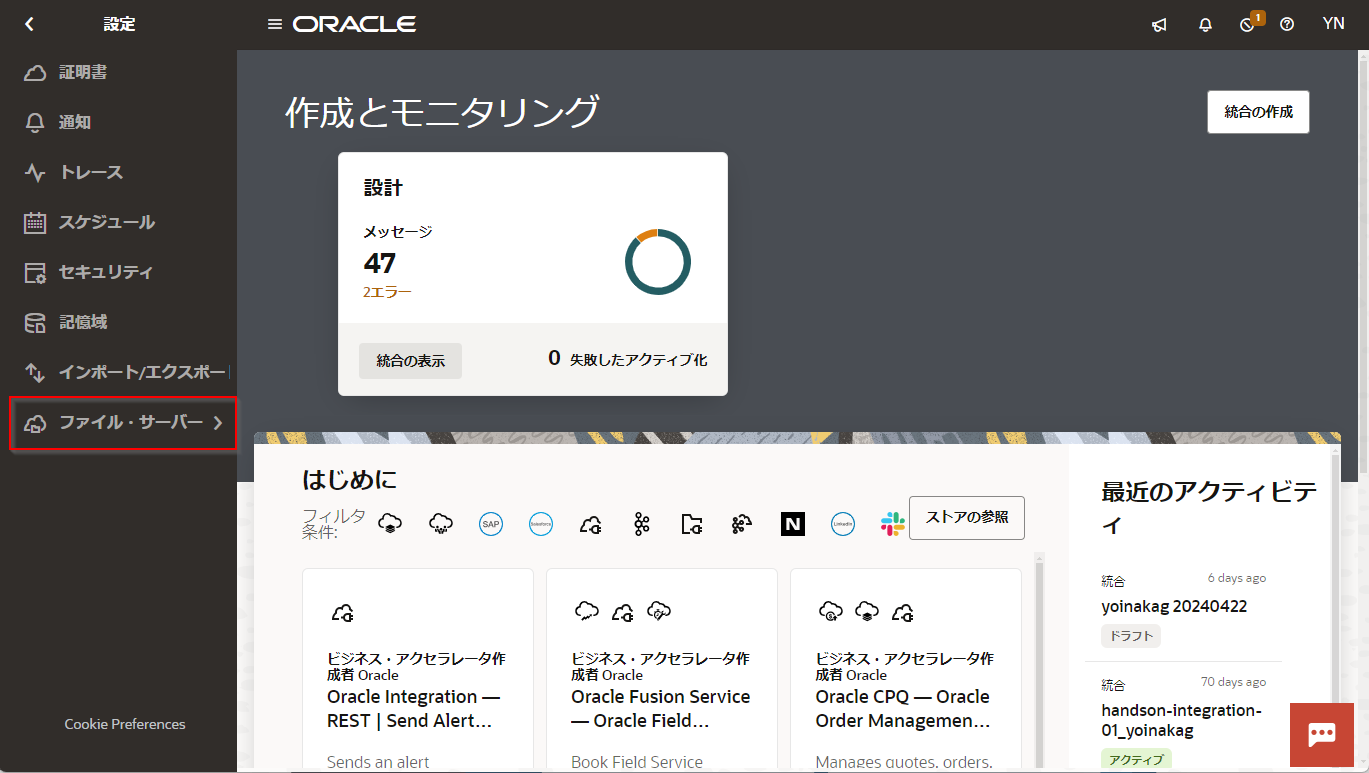 設定
ORACLE
1
YN
証明書
通知
トレース
スケジュール
セキュリティ
記憶域
インポート/エクスポー
ファイル・サーバー
Cookie Preferences
作成とモニタリング
統合の作成
設計
メッセージ
47
2エラー
統合の表示
0 失敗したアクティブ化
はじめに
フィルタ
条件:
SAP
Salesforce
N
LinkedIn
ストアの参照
ビジネス・アクセラレータ作
成者 Oracle
Oracle Integration —
REST | Send Alert...
Sends an alert
ビジネス・アクセラレータ作
成者 Oracle
Oracle Fusion Service
— Oracle Field...
Book Field Service
ビジネス・アクセラレータ作
成者 Oracle
Oracle CPQ — Oracle
Order Managemen...
Manages quotes, orders,
最近のアクティビテ
ィ
統合
6 days ago
yoinakag 20240422
ドラフト
統合
70 days ago
handson-integration-
01_yoinakag
アクティブ